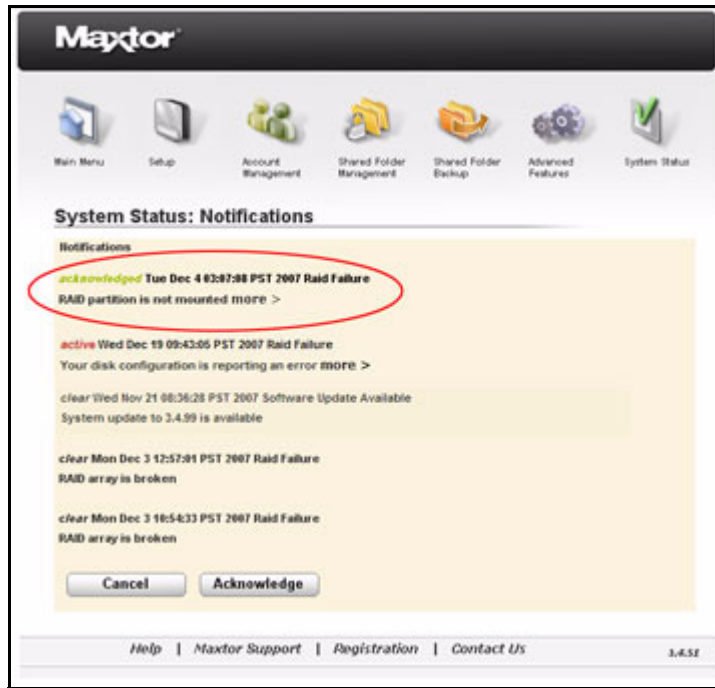 Maxtor
Main Menu
Setup
Account Management
Shared Folder Management
Shared Folder Backup
Advanced Features
System Status
System Status: Notifications
Notifications
acknowledged Tue Dec 4 03:07:08 PST 2007 Raid Failure
RAID partition is not mounted more >
active Wed Dec 19 09:43:05 PST 2007 Raid Failure
Your disk configuration is reporting an error more >
clear Wed Nov 21 08:36:28 PST 2007 Software Update Available
System update to 3.4.99 is available
clear Mon Dec 3 12:57:01 PST 2007 Raid Failure
RAID array is broken
clear Mon Dec 3 10:54:33 PST 2007 Raid Failure
RAID array is broken
Cancel
Acknowledge
Help | Maxtor Support | Registration | Contact Us
3.4.51